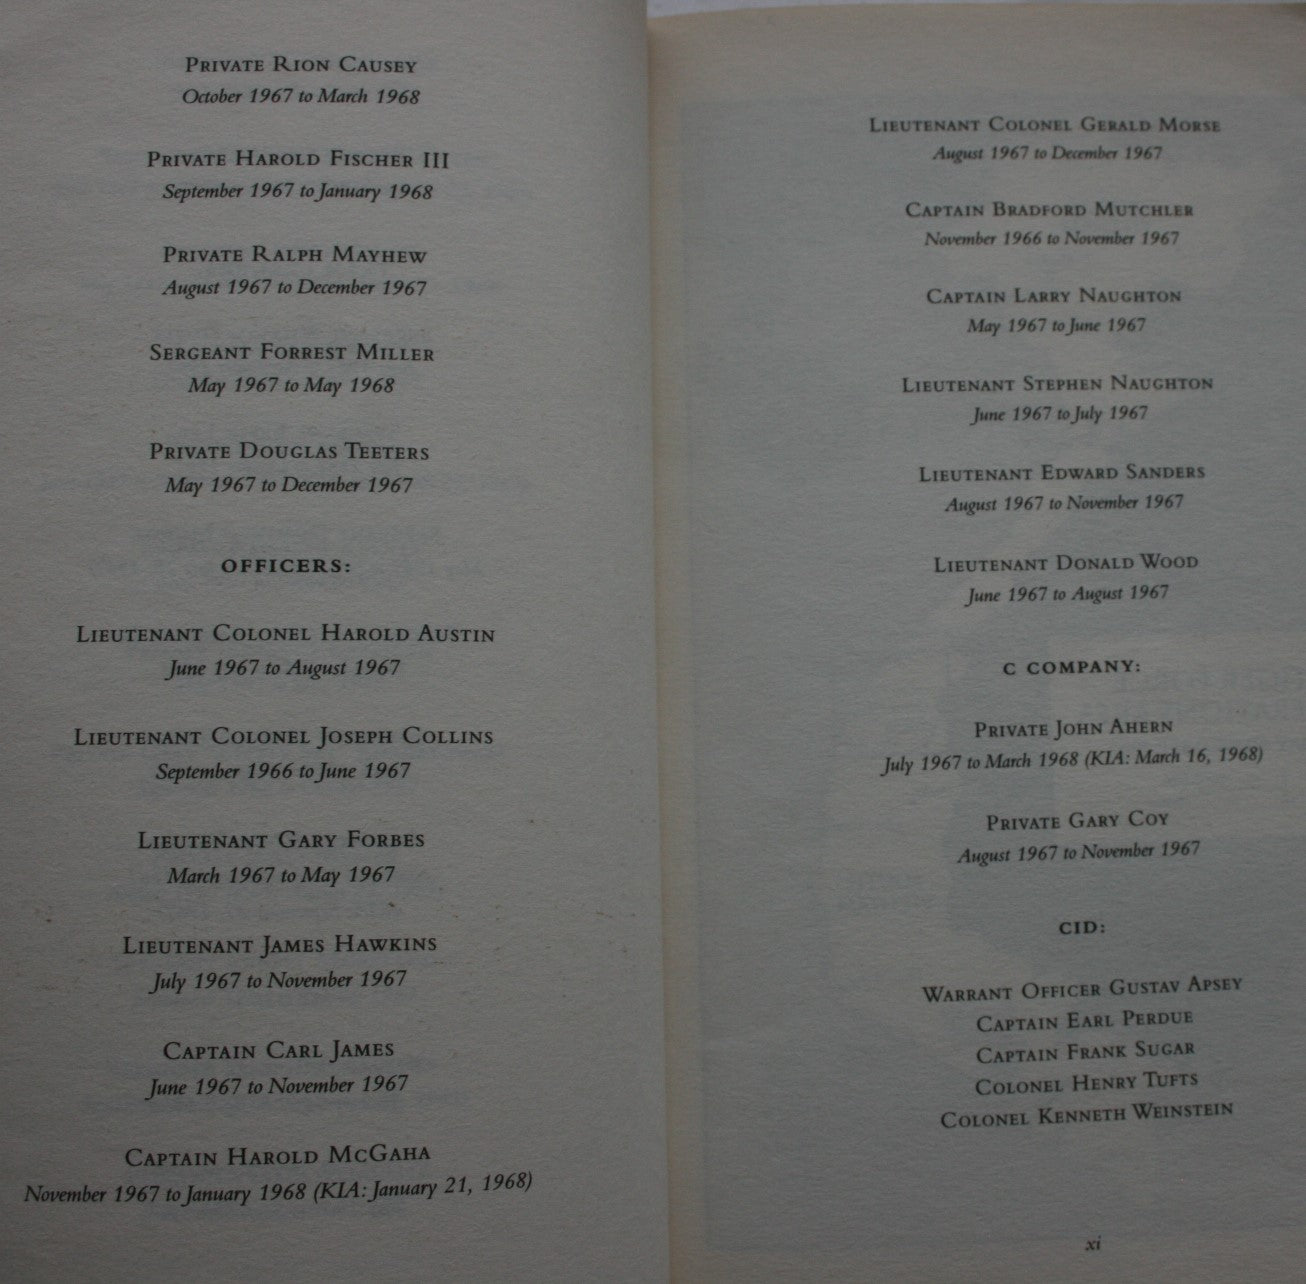 Private Rion Causey
October 1967 to March 1968
Private Harold Fischer III
September 1967 to January 1968
Private Ralph Mayhew
August 1967 to December 1967
Sergeant Forrest Miller
May 1967 to May 1968
Private Douglas Teeters
May 1967 to December 1967
OFFICERS:
Lieutenant Colonel Harold Austin
June 1967 to August 1967
Lieutenant Colonel Joseph Collins
September 1966 to June 1967
Lieutenant Gary Forbes
March 1967 to May 1967
Lieutenant James Hawkins
July 1967 to November 1967
Captain Carl James
June 1967 to November 1967
Captain Harold McGaha
November 1967 to January 1968 (KIA: January 21, 1968)
Lieutenant Colonel Gerald Morse
August 1967 to December 1967
Captain Bradford Mutchler
November 1966 to November 1967
Captain Larry Naughton
May 1967 to June 1967
Lieutenant Stephen Naughton
June 1967 to July 1967
Lieutenant Edward Sanders
August 1967 to November 1967
Lieutenant Donald Wood
June 1967 to August 1967
C COMPANY:
Private John Ahern
July 1967 to March 1968 (KIA: March 16, 1968)
Private Gary Coy
August 1967 to November 1967
CID:
Warrant Officer Gustav Apsey
Captain Earl Perdue
Captain Frank Sugar
Colonel Henry Tufts
Colonel Kenneth Weinstein
xi